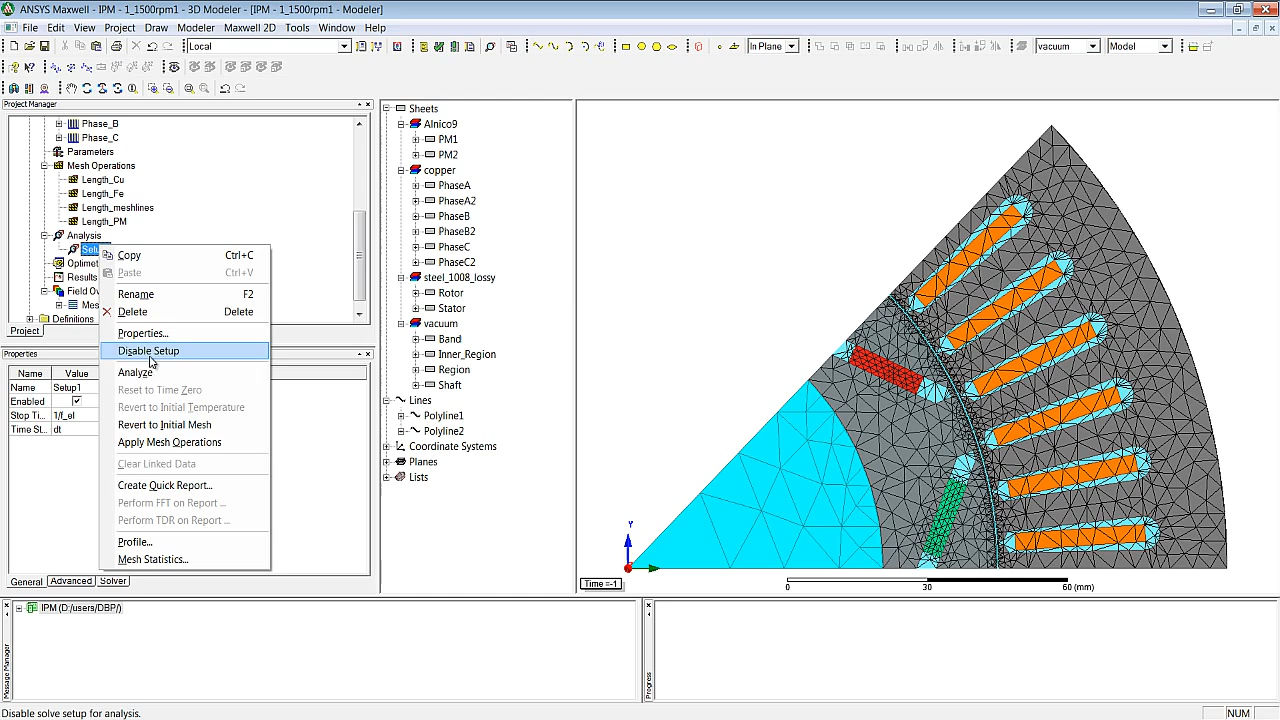 ANSYS Maxwell - IPM - 1_1500rpm1 - 3D Modeler - [IPM - 1_1500rpm1 - Modeler]
File Edit View Project Draw Modeler Maxwell 2D Tools Window Help
Local
In Plane
vacuum
Model
Project Manager
Phase_B
Phase_C
Parameters
Mesh Operations
Length_Cu
Length_Fe
Length_meshlines
Length_PM
Analysis
Setu
Optimet
Results
Field Ov
Mes
Definitions
Project
Copy Ctrl+C
Paste Ctrl+V
Rename F2
Delete Delete
Properties...
Disable Setup
Analyze
Reset to Time Zero
Revert to Initial Temperature
Revert to Initial Mesh
Apply Mesh Operations
Clear Linked Data
Create Quick Report...
Perform FFT on Report ...
Perform TDR on Report ...
Profile...
Mesh Statistics...
Properties
Name Value
Name Setup1
Enabled
Stop Ti... 1/f_el
Time St... dt
General Advanced Solver
Sheets
Alnico9
PM1
PM2
copper
PhaseA
PhaseA2
PhaseB
PhaseB2
PhaseC
PhaseC2
steel_1008_lossy
Rotor
Stator
vacuum
Band
Inner_Region
Region
Shaft
Lines
Polyline1
Polyline2
Coordinate Systems
Planes
Lists
Y
Time =-1
0 30 60 (mm)
IPM (D:/users/DBP/)
Message Manager
Progress
Disable solve setup for analysis.
NUM